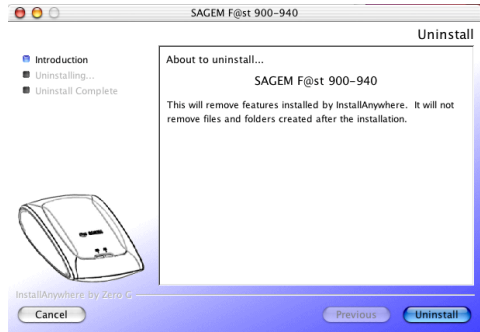 SAGEM F@st 900-940
Uninstall
Introduction
Uninstalling...
Uninstall Complete
About to uninstall...
SAGEM F@st 900-940
This will remove features installed by InstallAnywhere. It will not
remove files and folders created after the installation.
InstallAnywhere by Zero G
Cancel
Previous
Uninstall